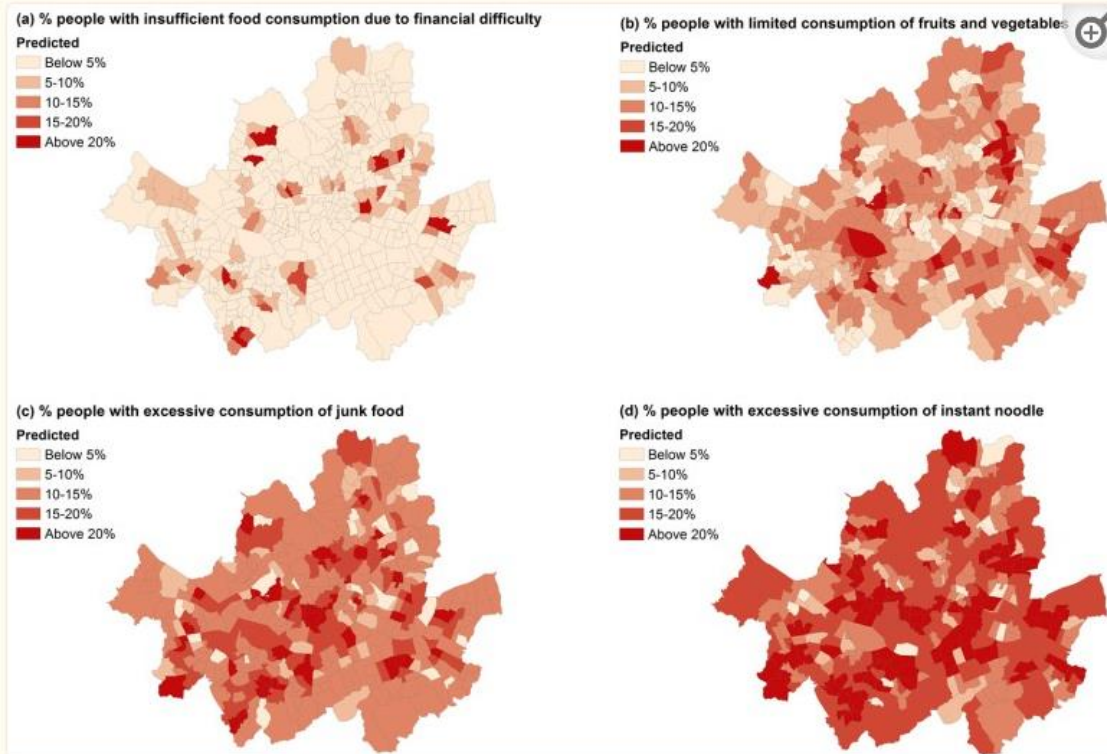 (a) % people with insufficient food consumption due to financial difficulty
Predicted
Below 5%
5-10%
10-15%
15-20%
Above 20%
(b) % people with limited consumption of fruits and vegetables
Predicted
Below 5%
5-10%
10-15%
15-20%
Above 20%
(c) % people with excessive consumption of junk food
Predicted
Below 5%
5-10%
10-15%
15-20%
Above 20%
(d) % people with excessive consumption of instant noodle
Predicted
Below 5%
5-10%
10-15%
15-20%
Above 20%